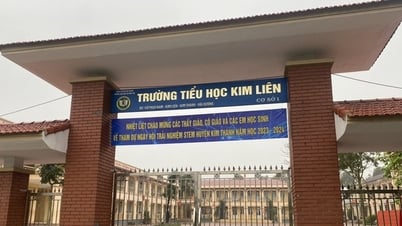 TRƯỜNG TIỂU HỌC KIM LIÊN
CƠ SỞ 1
NHIỆT LIỆT CHÀO MỪNG CÁC THẦY GIÁO, CÔ GIÁO VÀ CÁC EM HỌC SINH
VỀ THAM DỰ NGÀY HỘI TRẢI NGHIỆM STEM HUYỆN KIM THÀNH NĂM HỌC 2023 - 2024